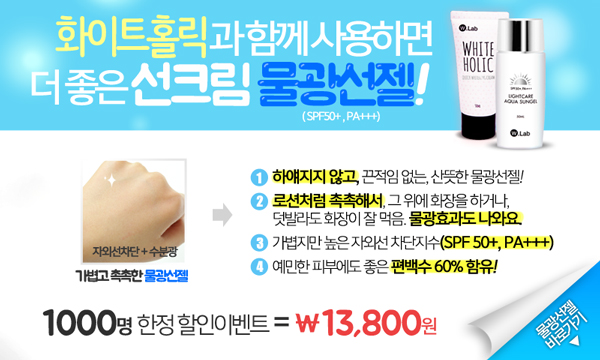 화이트홀릭과 함께 사용하면
더 좋은 선크림 물광선젤!
(SPF50+, PA+++)
W.Lab
WHITE
HOLIC
SPF50+ PA+++
LIGHTCARE
AQUA SUNGEL
W.Lab
자외선차단 + 수분광
가볍고 촉촉한 물광선젤
1 하얘지지 않고, 끈적임 없는, 산뜻한 물광선젤!
2 로션처럼 촉촉해서, 그 위에 화장을 하거나,
덧발라도 화장이 잘 먹음. 물광효과도 나와요.
3 가볍지만 높은 자외선 차단지수(SPF 50+, PA+++)
4 예민한 피부에도 좋은 편백수 60% 함유!
1000명 한정 할인이벤트 = ₩13,800원
물광선젤
바로가기